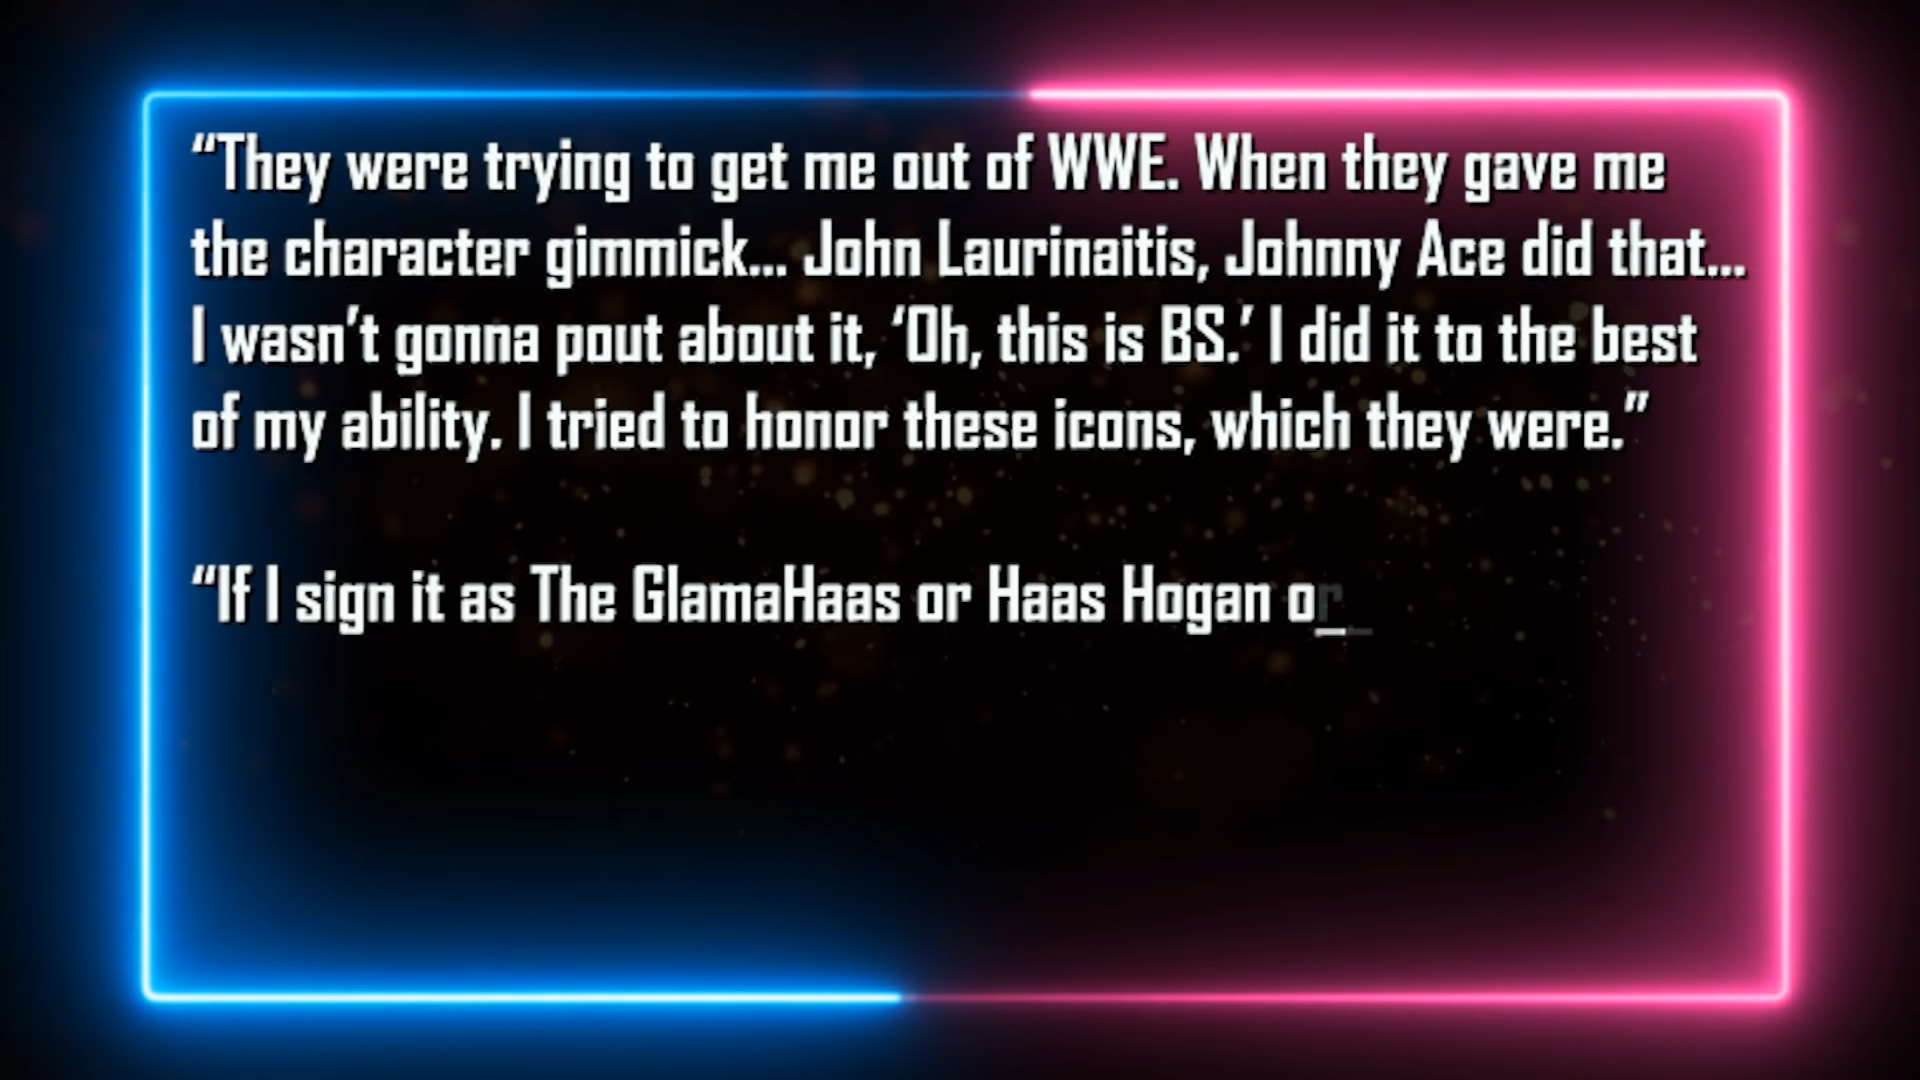 “They were trying to get me out of WWE. When they gave me
the character gimmick... John Laurinaitis, Johnny Ace did that...
I wasn’t gonna pout about it, ‘Oh, this is BS.’ I did it to the best
of my ability. I tried to honor these icons, which they were.”
“If I sign it as The GlamaHaas or Haas Hogan or_